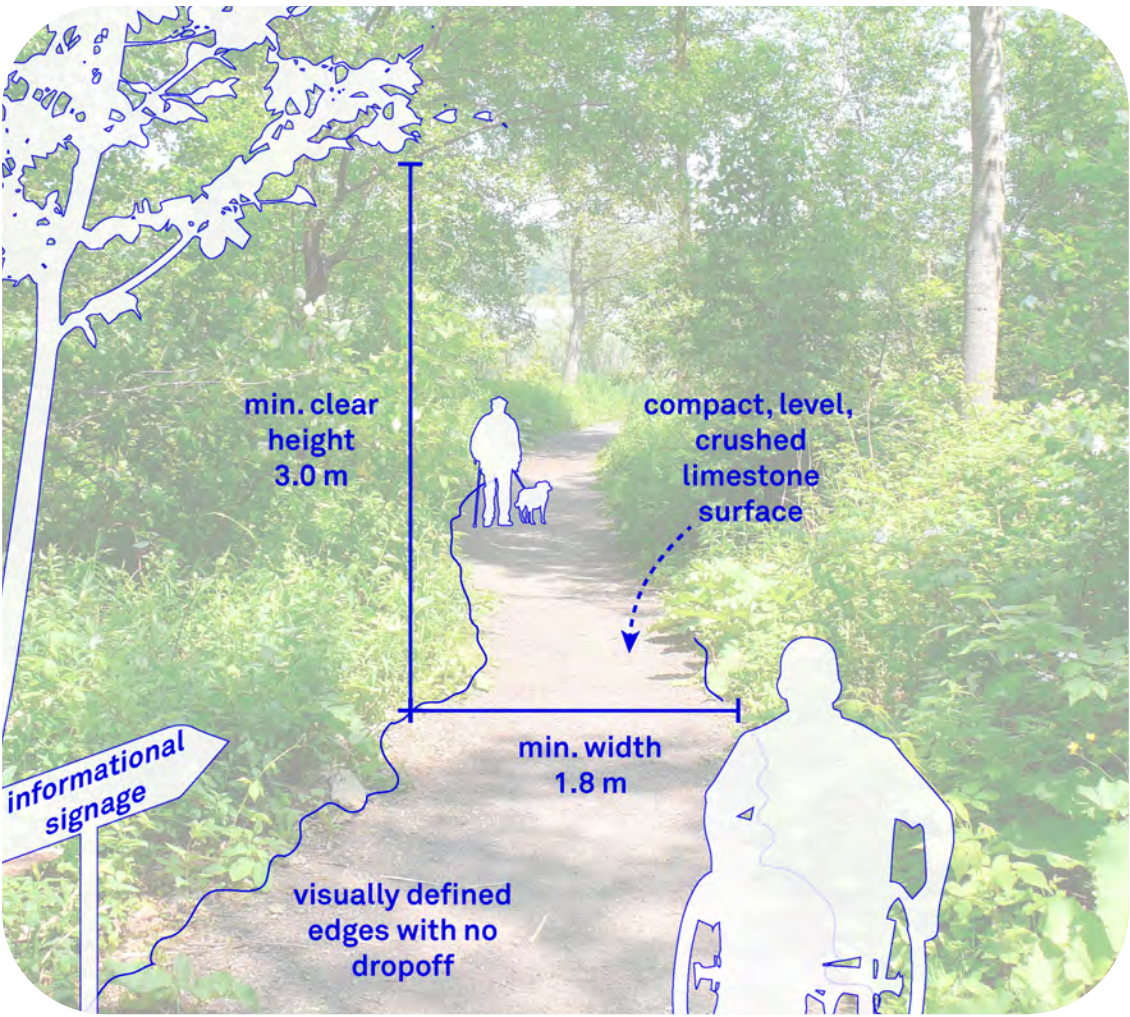 min. clear
height
3.0 m
compact, level,
crushed
limestone
surface
min. width
1.8 m
informational
signage
visually defined
edges with no
dropoff